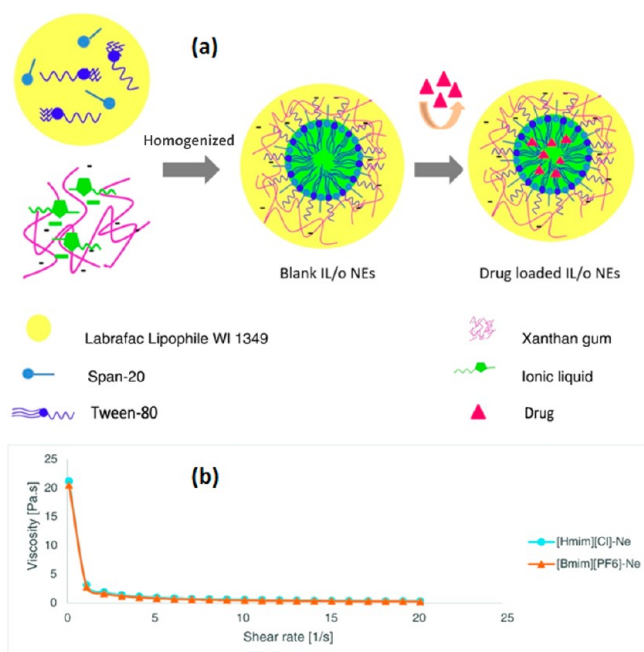 (a)
Homogenized
Blank IL/o NEs
Drug loaded IL/o NEs
Labrafac Lipophile WI 1349
Xanthan gum
Span-20
Ionic liquid
Tween-80
Drug
(b)
25
20
15
10
5
0
Viscosity [Pa.s]
0
5
10
15
20
25
Shear rate [1/s]
[Hmim][Cl]-Ne
[Bmim][PF6]-Ne